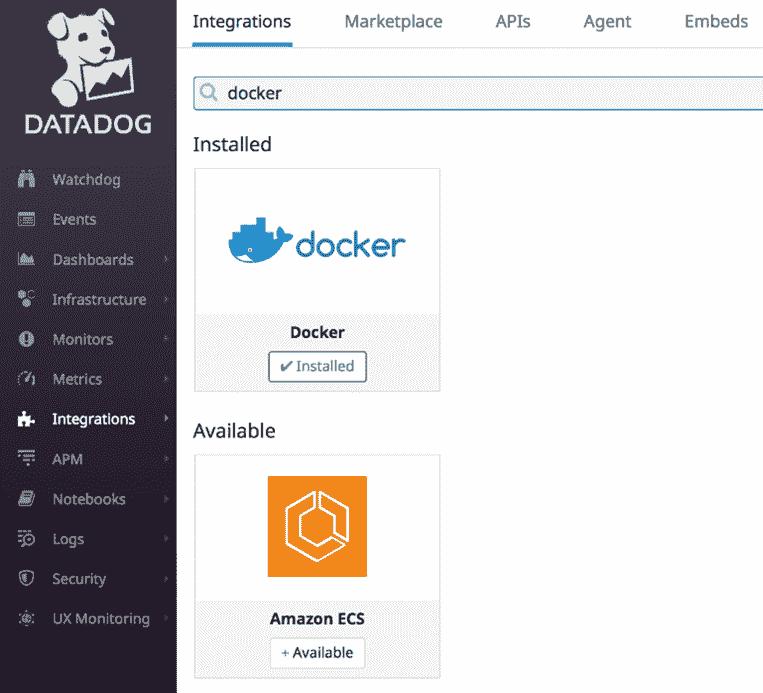 DATADOG
Watchdog
Events
Dashboards
Infrastructure
Monitors
Metrics
Integrations
APM
Notebooks
Logs
Security
UX Monitoring
Integrations Marketplace APIs Agent Embeds
docker
Installed
docker
Docker
✔ Installed
Available
Amazon ECS
+ Available